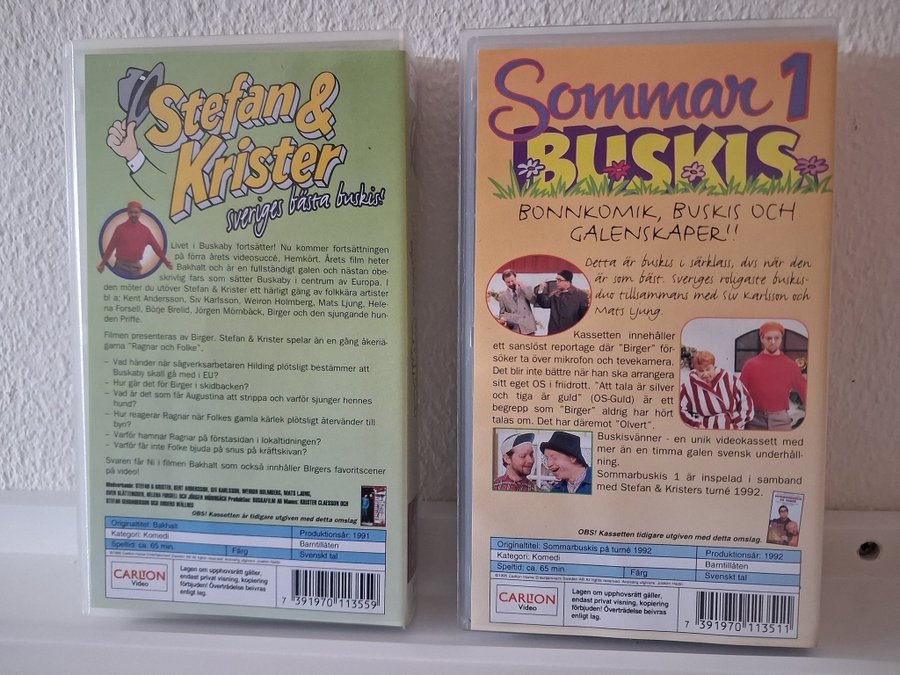 Stefan &
Krister
sveriges bästa buskis!
Livet i Buskaby fortsätter! Nu kommer fortsättningen
på förra årets videosuccé, Hemkört. Årets film heter
Bakhalt och är en fullständigt galen och nästan obe-
skrivlig fars som sätter Buskaby i centrum av Europa. I
den möter du utöver Stefan & Krister ett härligt gäng av folkkära artister
bl a: Kent Andersson, Siv Karlsson, Weiron Holmberg, Mats Ljung, Hele-
na Forsell, Börje Brelid, Jörgen Mörnbäck, Birger och den sjungande hun-
den Priffe.
Filmen presenteras av Birger. Stefan & Krister spelar än en gång åkeriä-
garna "Ragnar och Folke".
– Vad händer när sågverksarbetaren Hilding plötsligt bestämmer att
Buskaby skall gå med i EU?
– Hur går det för Birger i skidbacken?
– Vad är det som får Augustina att strippa och varför sjunger hennes
hund?
– Hur reagerar Ragnar när Folkes gamla kärlek plötsligt återvänder till
byn?
– Varför hamnar Ragnar på förstasidan i lokaltidningen?
– Varför får inte Folke bjuda på snus på kräftskivan?
Svaren får Ni i filmen Bakhalt som också innhåller Birgers favoritscener
på video!
OBS! Kassetten är tidigare utgiven med detta omslag
Originaltitel: Bakhalt
Produktionsår: 1991
Kategori: Komedi
Barntillåten
Speltid: ca. 65 min.
Färg
Svenskt tal
CARLTON
Video
Lagen om upphovsrätt gäller,
endast privat visning, kopiering
förbjuden! Överträdelse beivras
enligt lag.
7 391970 113559
Sommar 1
BUSKIS
BONNKOMIK, BUSKIS OCH
GALENSKAPER!!
Detta är buskis i särklass, dvs när den
är som bäst. Sveriges roligaste buskis-
duo tillsammans med Siv Karlsson och
Mats Ljung.
Kassetten innehåller
ett sanslöst reportage där "Birger" för-
söker ta över mikrofon och tevekamera.
Det blir inte bättre när han ska arrangera
sitt eget OS i friidrott. "Att tala är silver
och tiga är guld" (OS-Guld) är ett
begrepp som "Birger" aldrig har hört
talas om. Det har däremot "Olvert".
Buskisvänner - en unik videokassett med
mer än en timma galen svensk underhåll-
ning.
Sommarbuskis 1 är inspelad i samband
med Stefan & Kristers turné 1992.
OBS! Kassetten är tidigare utgiven med detta omslag.
Originaltitel: Sommarbuskis på turné 1992
Produktionsår: 1992
Kategori: Komedi
Barntillåten
Speltid: ca. 65 min.
Färg
Svenskt tal
CARLTON
Video
Lagen om upphovsrätt gäller,
endast privat visning, kopiering
förbjuden! Överträdelse beivras
enligt lag.
7 391970 113511